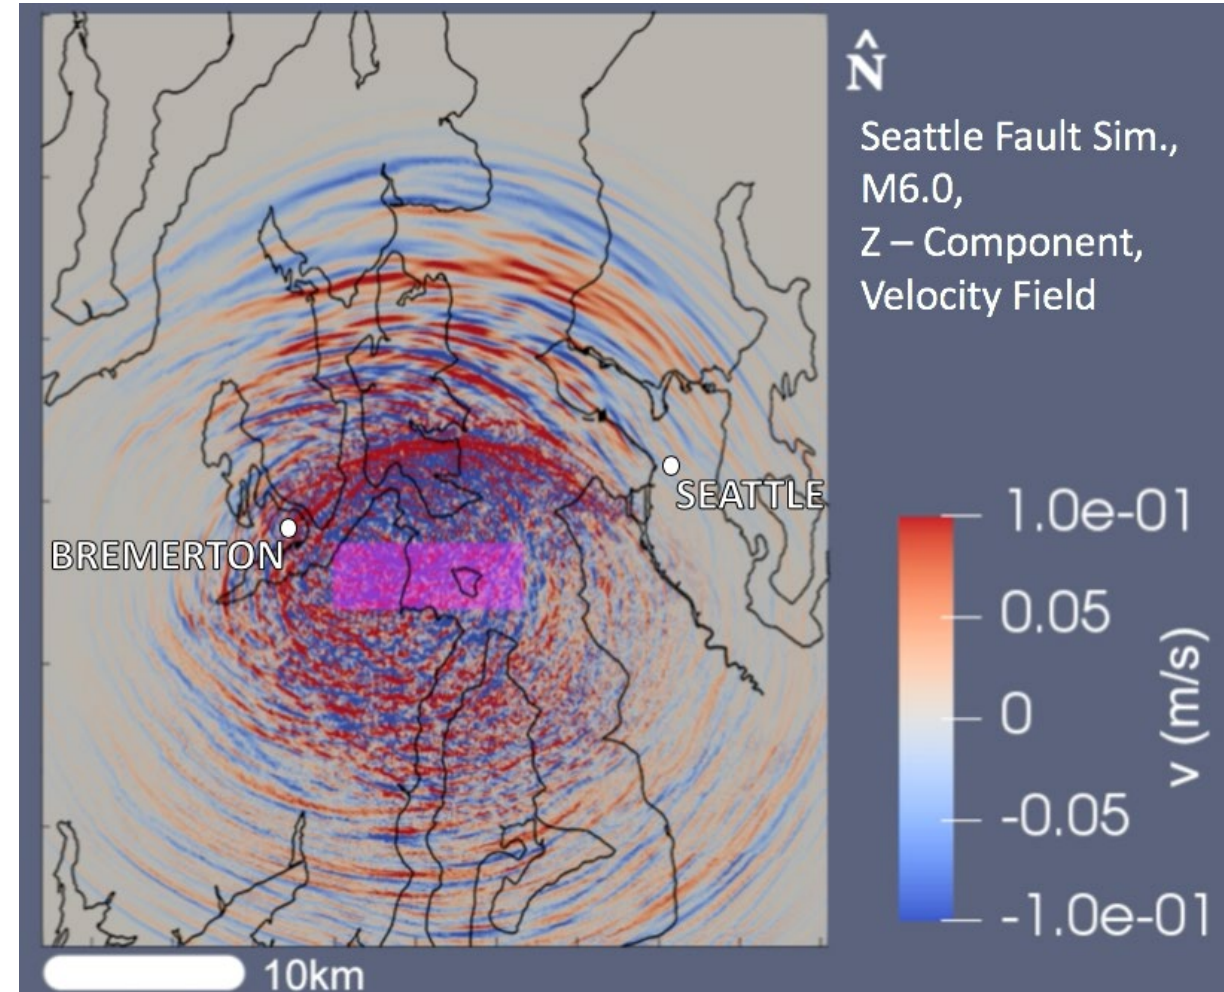 N
Seattle Fault Sim.,
M6.0,
Z – Component,
Velocity Field
SEATTLE
BREMERTON
1.0e-01
0.05
0
-0.05
-1.0e-01
v (m/s)
10km